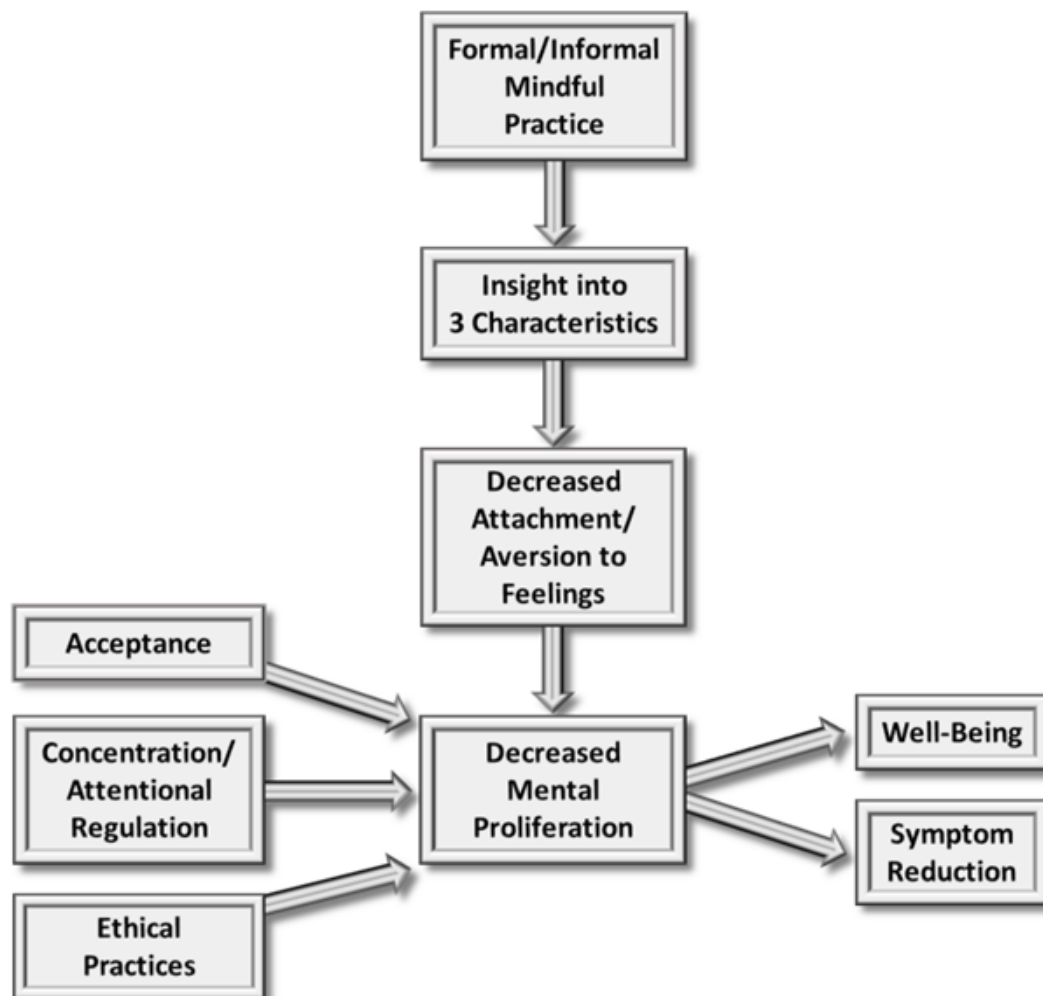 Formal/Informal
Mindful
Practice
Insight into
3 Characteristics
Decreased
Attachment/
Aversion to
Feelings
Acceptance
Concentration/
Attentional
Regulation
Ethical
Practices
Decreased
Mental
Proliferation
Well-Being
Symptom
Reduction